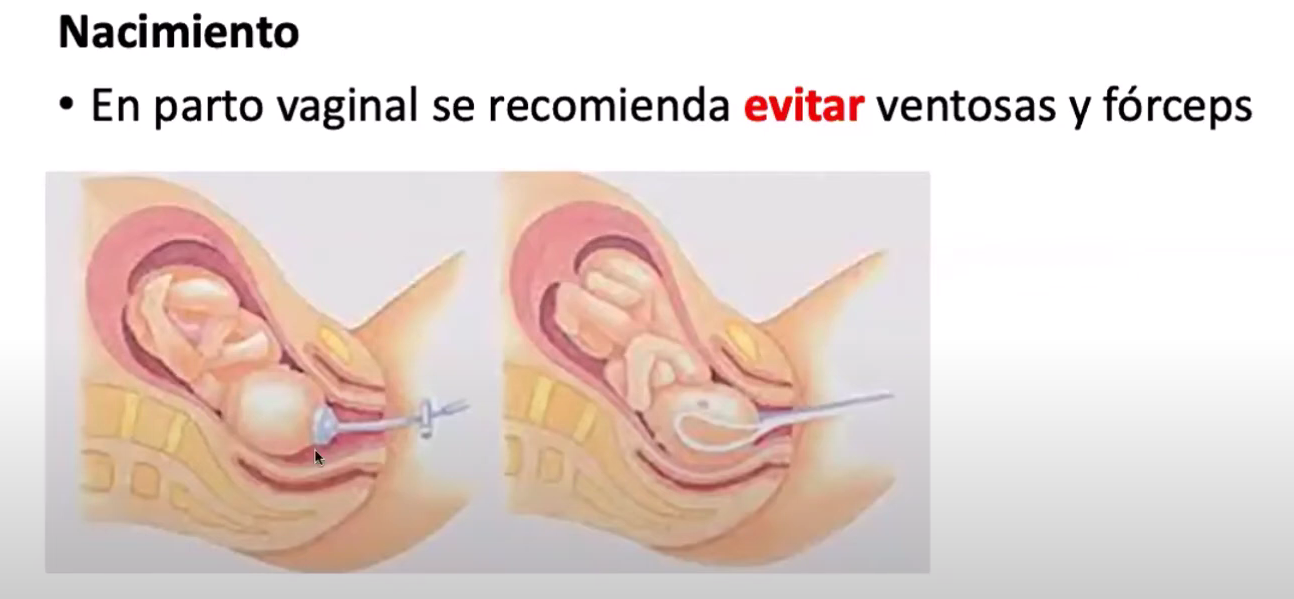 Nacimiento
• En parto vaginal se recomienda evitar ventosas y fórceps